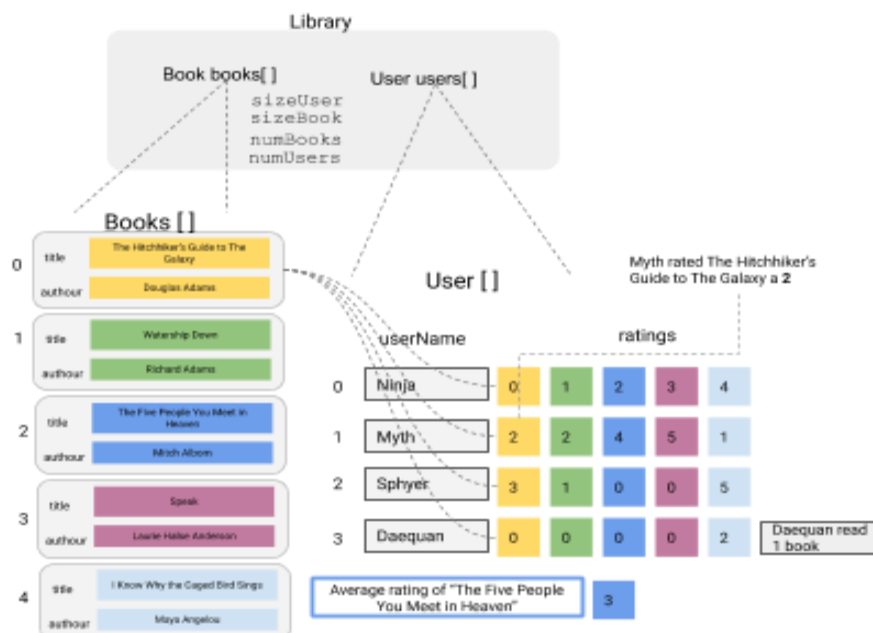 Library
Book books[ ]
User users[ ]
sizeUser
sizeBook
numBooks
numUsers
Books [ ]
0
title
The Hitchhiker's Guide to The
Galaxy
authour
Douglas Adams
1
title
Watership Down
authour
Richard Adams
2
title
The Five People You Meet in
Heaven
authour
Mitch Albom
3
title
Speak
authour
Laurie Halse Anderson
4
title
I Know Why the Caged Bird Sings
authour
Maya Angelou
User [ ]
Myth rated The Hitchhiker's
Guide to The Galaxy a 2
userName
ratings
0 Ninja 0 1 2 3 4
1 Myth 2 2 4 5 1
2 Sphyer 3 1 0 0 5
3 Daequan 0 0 0 0 2
Daequan read
1 book
Average rating of "The Five People
You Meet in Heaven"
3